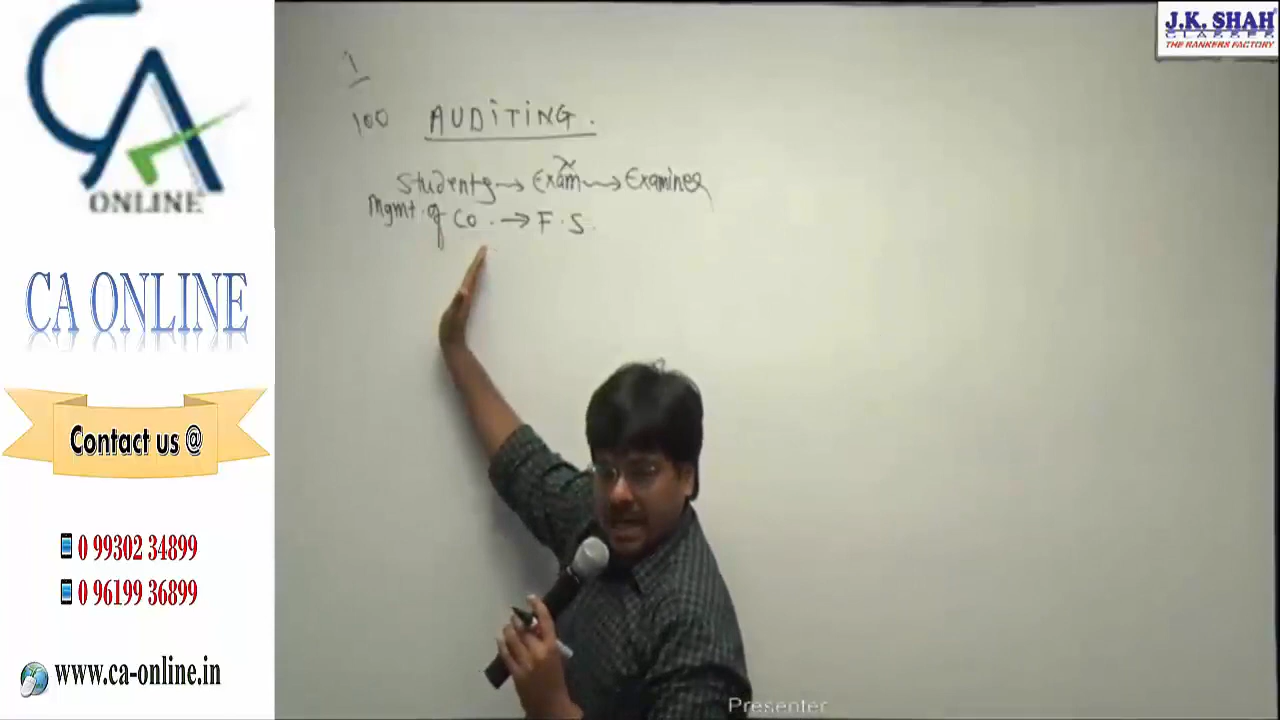 CA
ONLINE
CA ONLINE
Contact us @
0 99302 34899
0 96199 36899
www.ca-online.in
J.K. SHAH
CLASSES
THE RANKERS FACTORY
1
100 AUDITING.
Students → Exam → Examiner
Mgmt. of Co. → F.S.
Presenter